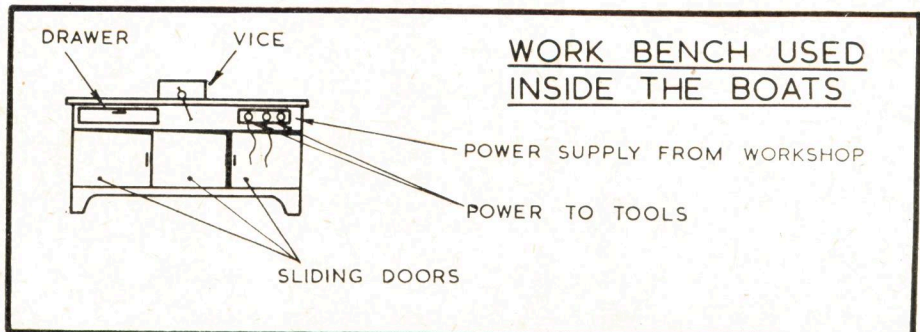 DRAWER
VICE
WORK BENCH USED
INSIDE THE BOATS
POWER SUPPLY FROM WORKSHOP
POWER TO TOOLS
SLIDING DOORS